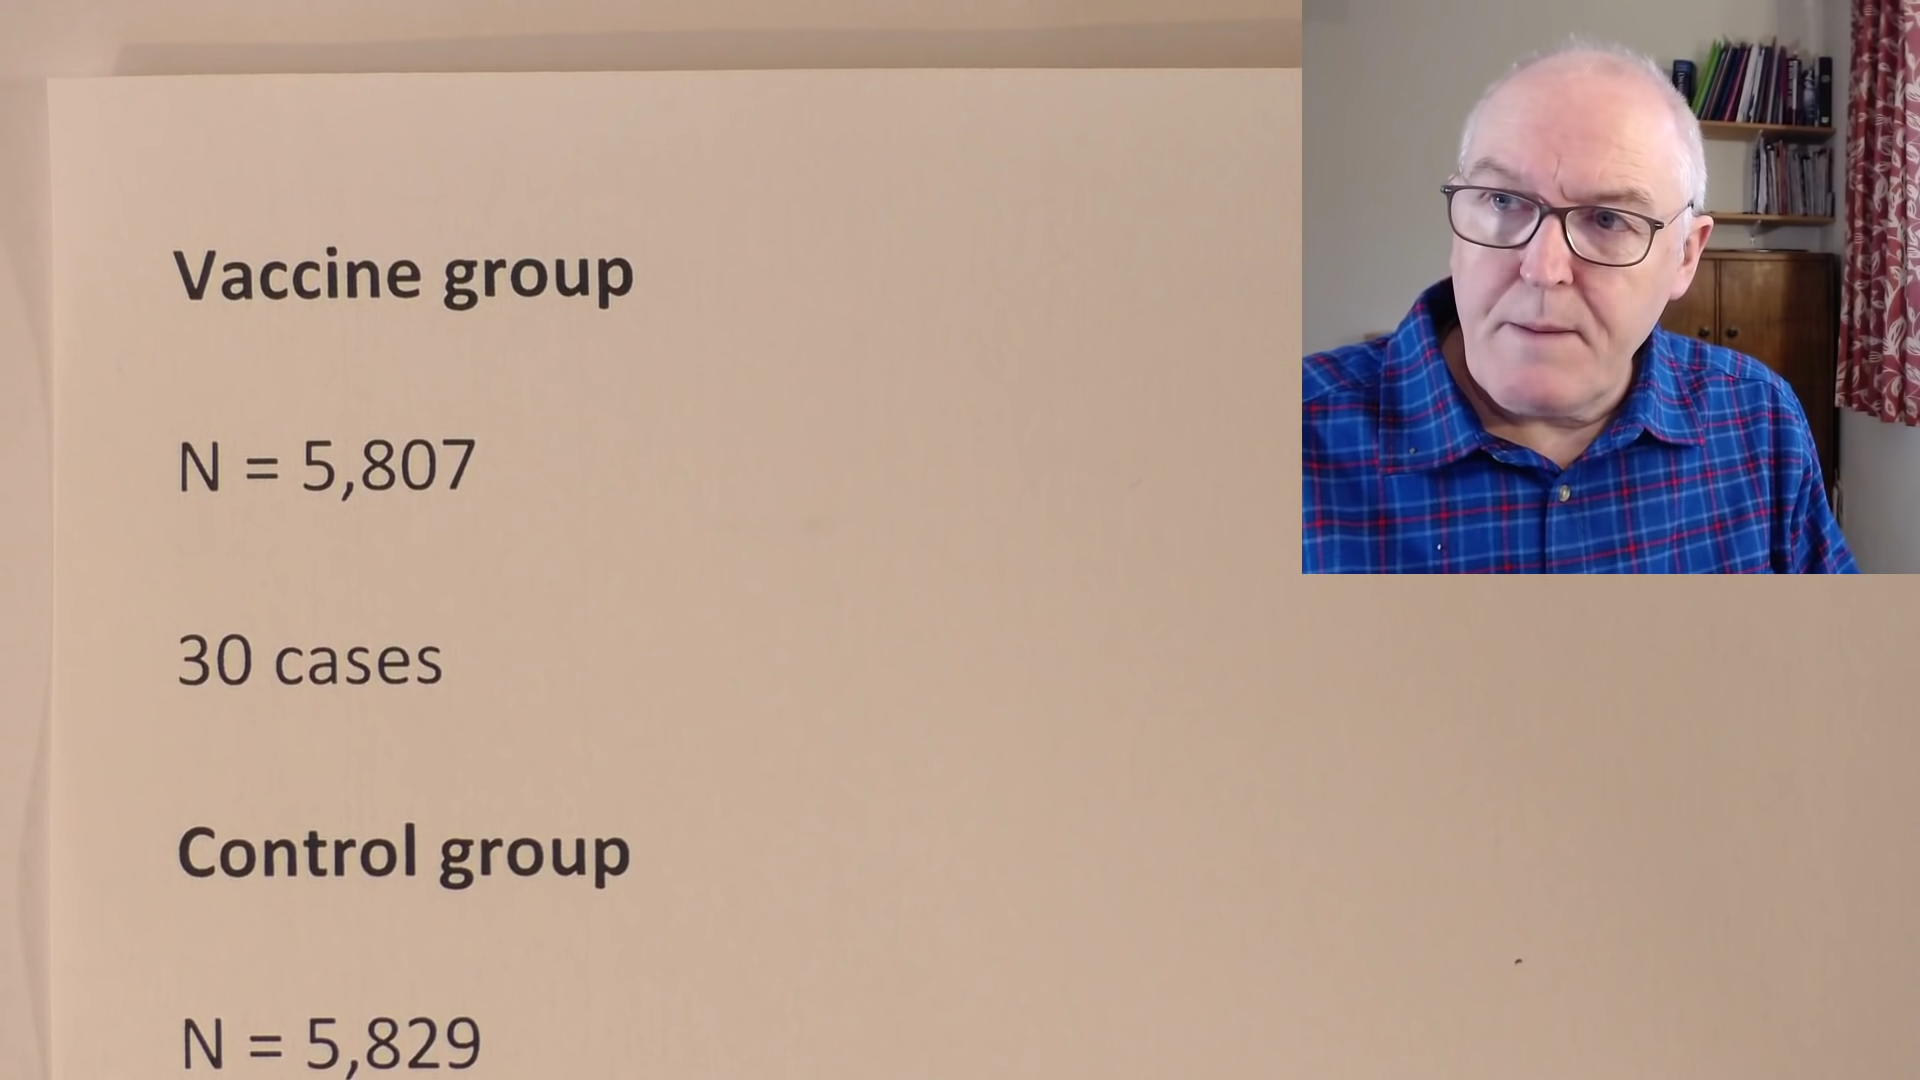 Vaccine group
N = 5,807
30 cases
Control group
N = 5,829